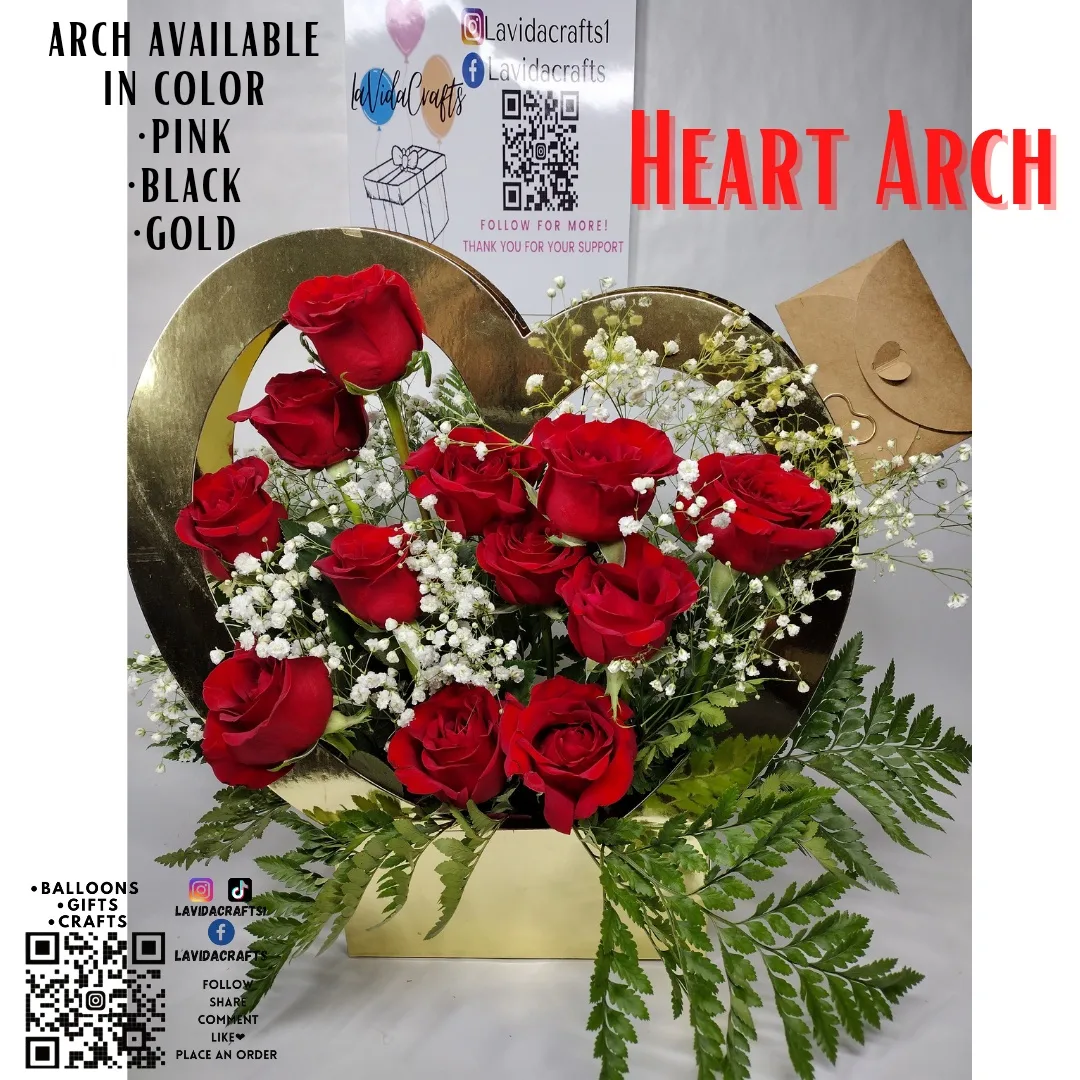 ARCH AVAILABLE
IN COLOR
·PINK
·BLACK
·GOLD
Lavidacrafts1
Lavidacrafts
LaVidaCrafts
FOLLOW FOR MORE!
THANK YOU FOR YOUR SUPPORT
HEART ARCH
•BALLOONS
•GIFTS
•CRAFTS
LAVIDACRAFTS1
LAVIDACRAFTS
FOLLOW
SHARE
COMMENT
LIKE❤
PLACE AN ORDER